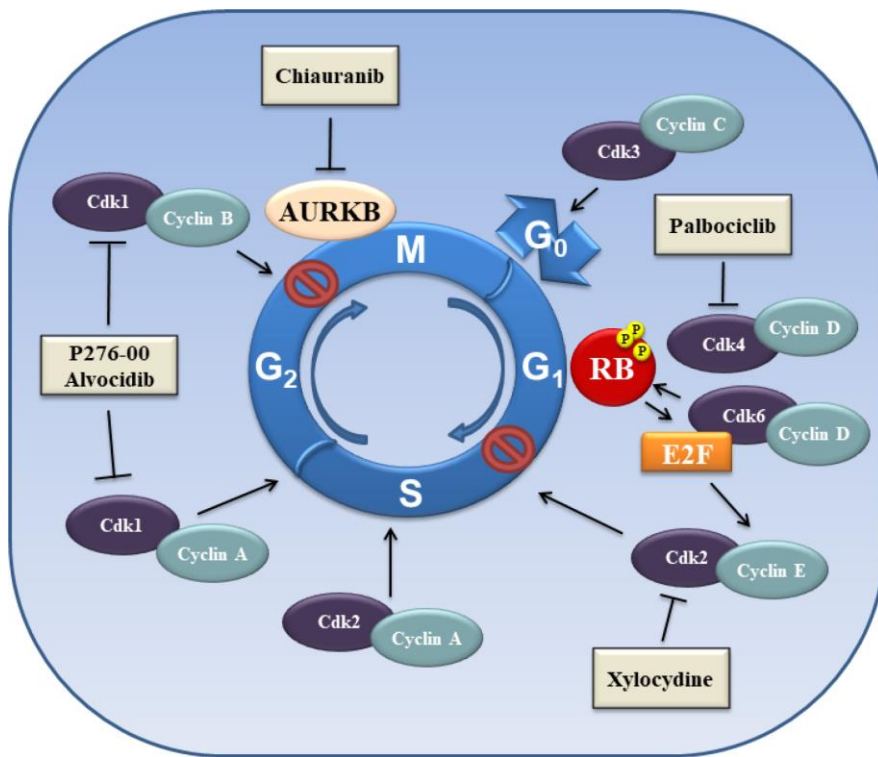 Chiauranib
Cyclin C
Cdk3
Cdk1
Cyclin B
AURKB
M
G0
Palbociclib
P276-00
Alvocidib
G2
G1
RB
P
P
P
Cdk4
Cyclin D
Cdk6
Cyclin D
E2F
S
Cdk1
Cyclin A
Cdk2
Cyclin E
Cdk2
Cyclin A
Xylocydine